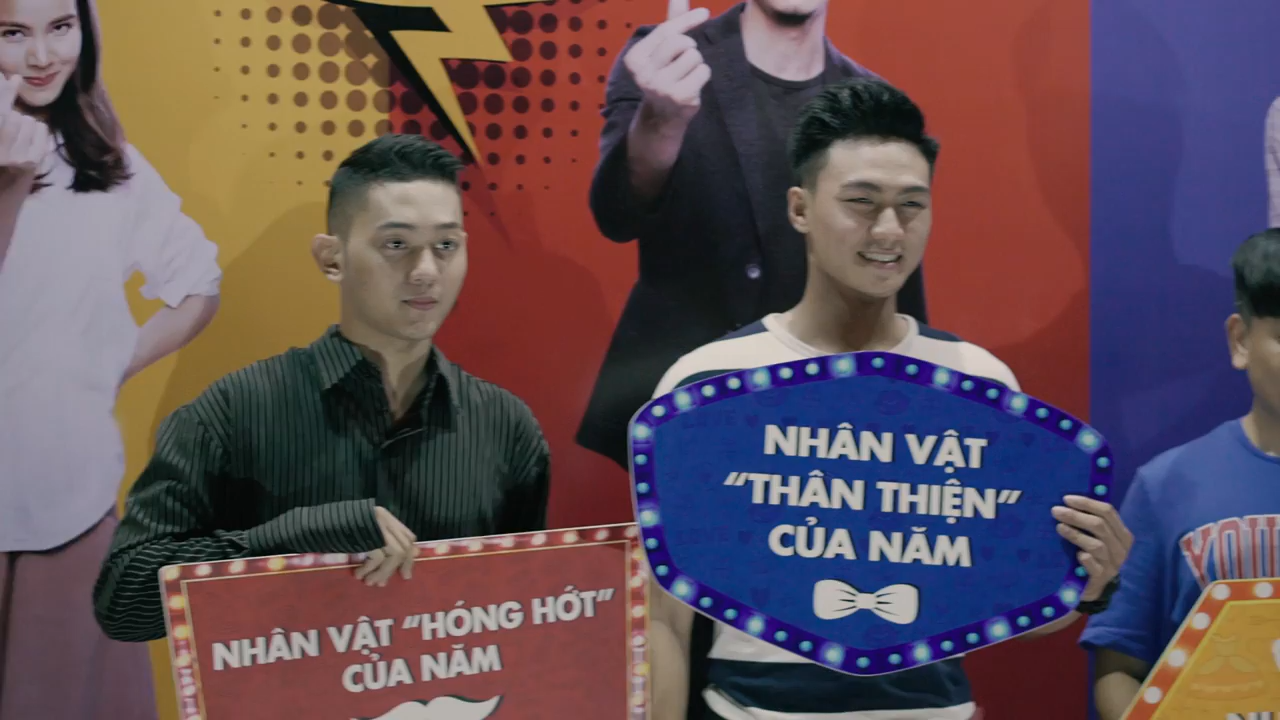 NHÂN VẬT "HÓNG HỚT"
CỦA NĂM
NHÂN VẬT
“THÂN THIỆN”
CỦA NĂM